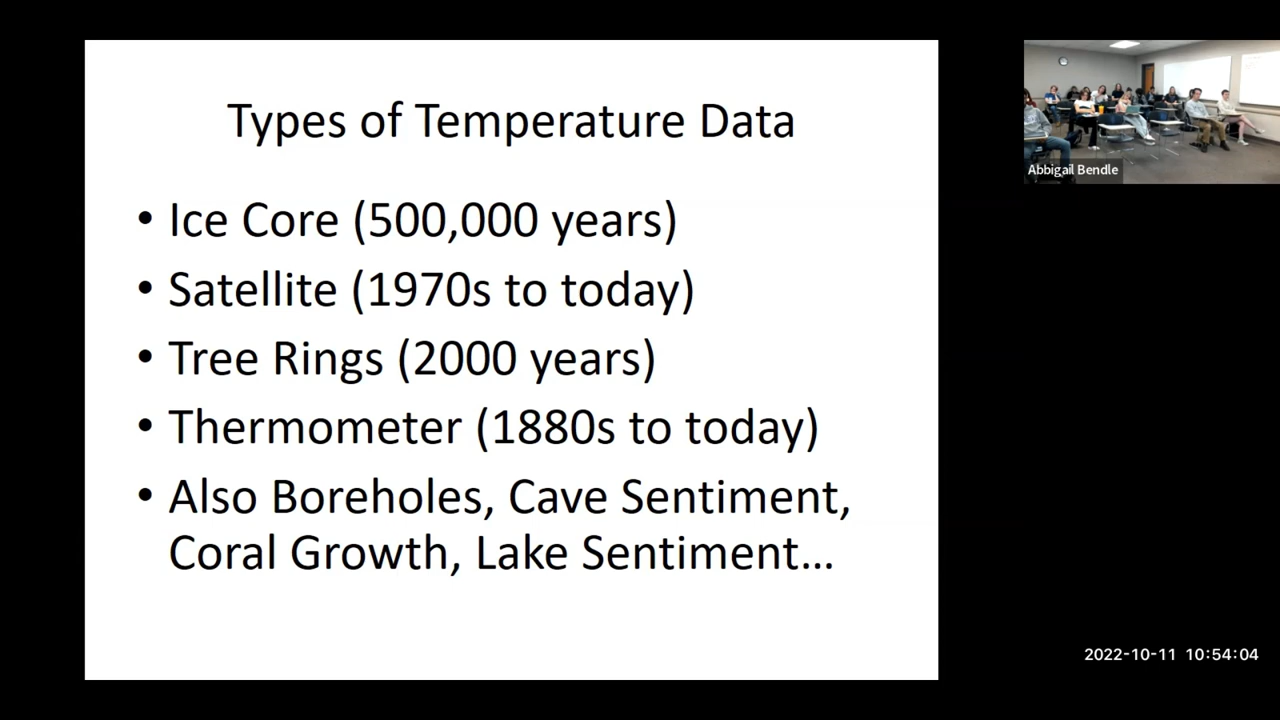 Types of Temperature Data
• Ice Core (500,000 years)
• Satellite (1970s to today)
• Tree Rings (2000 years)
• Thermometer (1880s to today)
• Also Boreholes, Cave Sentiment,
Coral Growth, Lake Sentiment…
Abbigail Bendle
2022-10-11 10:54:04